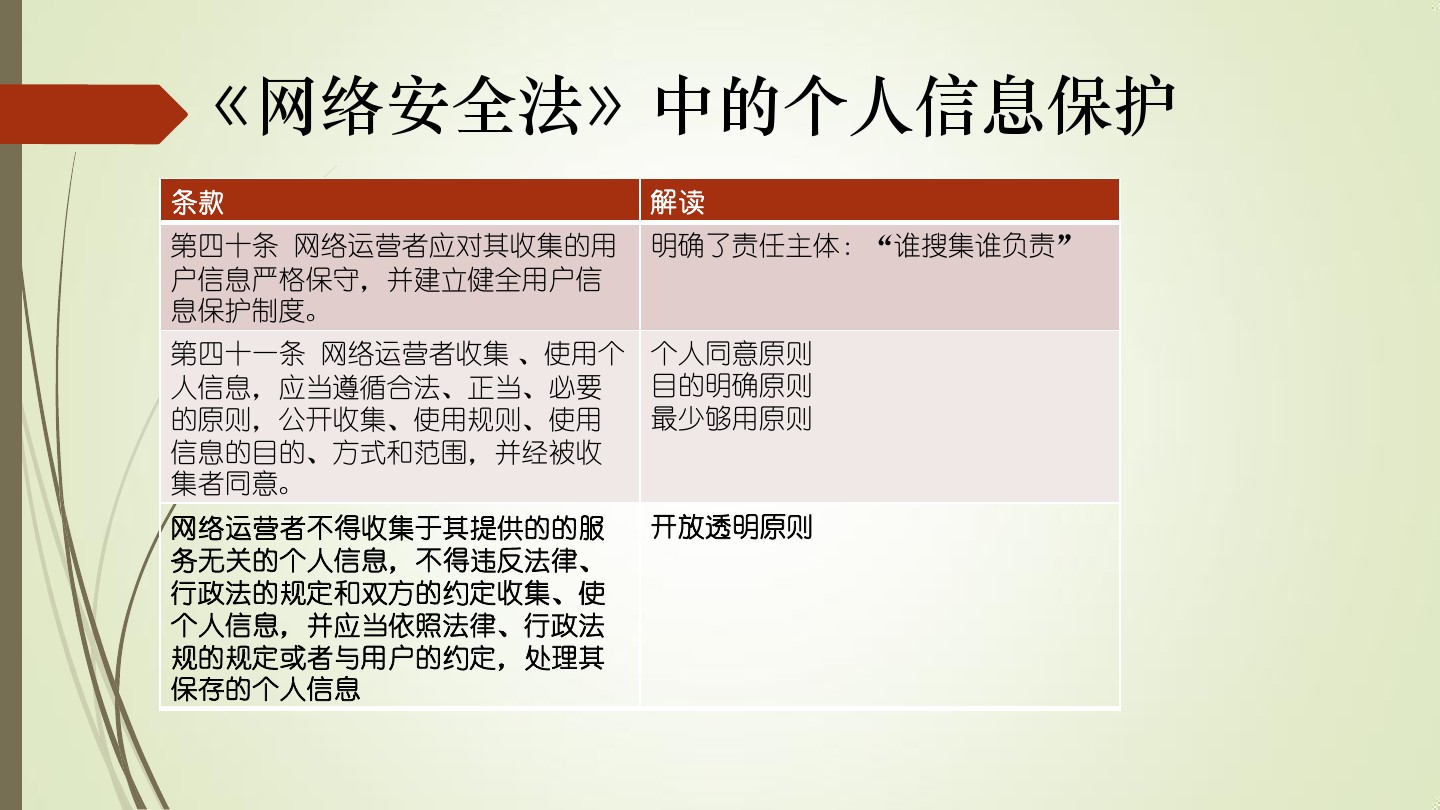 《网络安全法》中的个人信息保护
条款
解读
第四十条 网络运营者应对其收集的用
户信息严格保守，并建立健全用户信
息保护制度。
明确了责任主体：“谁搜集谁负责”
第四十一条 网络运营者收集 、使用个
人信息，应当遵循合法、正当、必要
的原则，公开收集、使用规则、使用
信息的目的、方式和范围，并经被收
集者同意。
个人同意原则
目的明确原则
最少够用原则
网络运营者不得收集于其提供的的服
务无关的个人信息，不得违反法律、
行政法的规定和双方的约定收集、使
个人信息，并应当依照法律、行政法
规的规定或者与用户的约定，处理其
保存的个人信息
开放透明原则